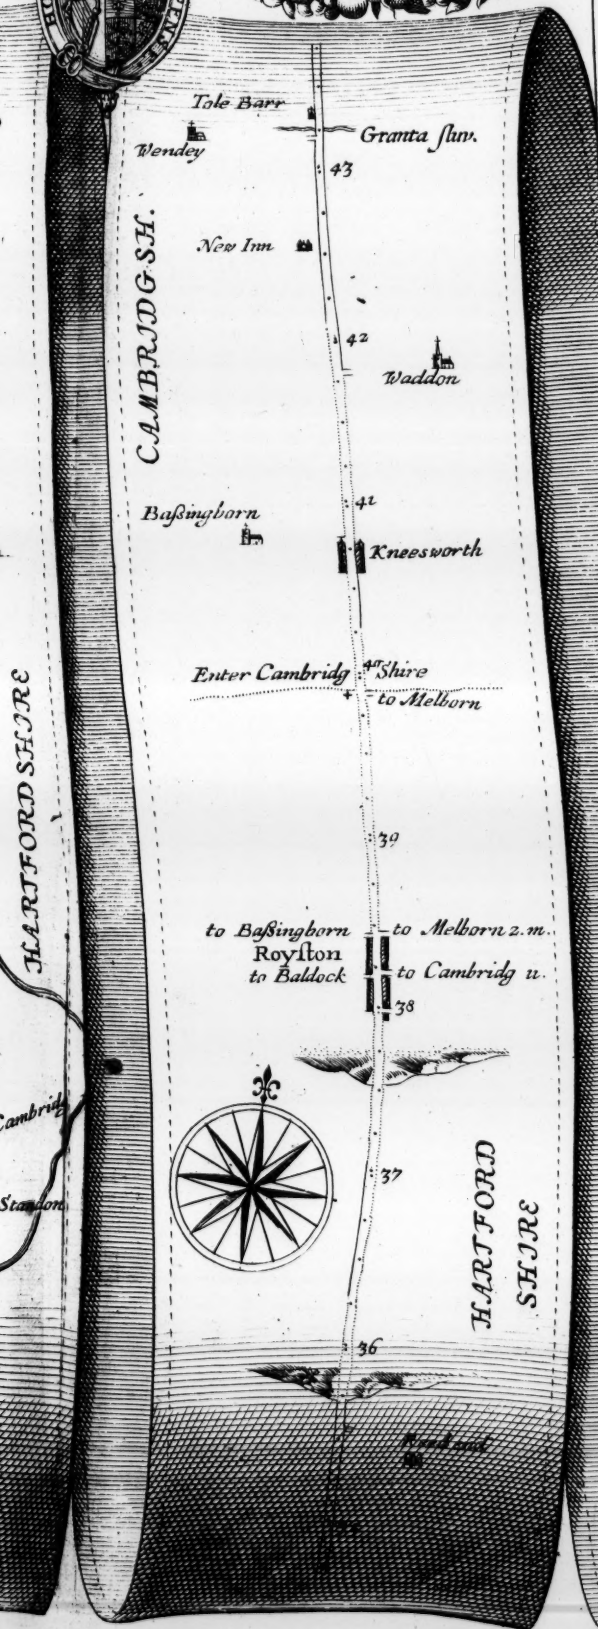 Tole Barr
Granta fluv.
Wendey
43
CAMBRIDG SH.
New Inn
42
Waddon
41
Baßingborn
Kneesworth
40
Enter Cambridg Shire
to Melborn
39
HARTFORD SHIRE
to Baßingborn
to Melborn 2. m.
Royſton
to Baldock
to Cambridg 11.
38
37
HARTFORD
SHIRE
Standon
36